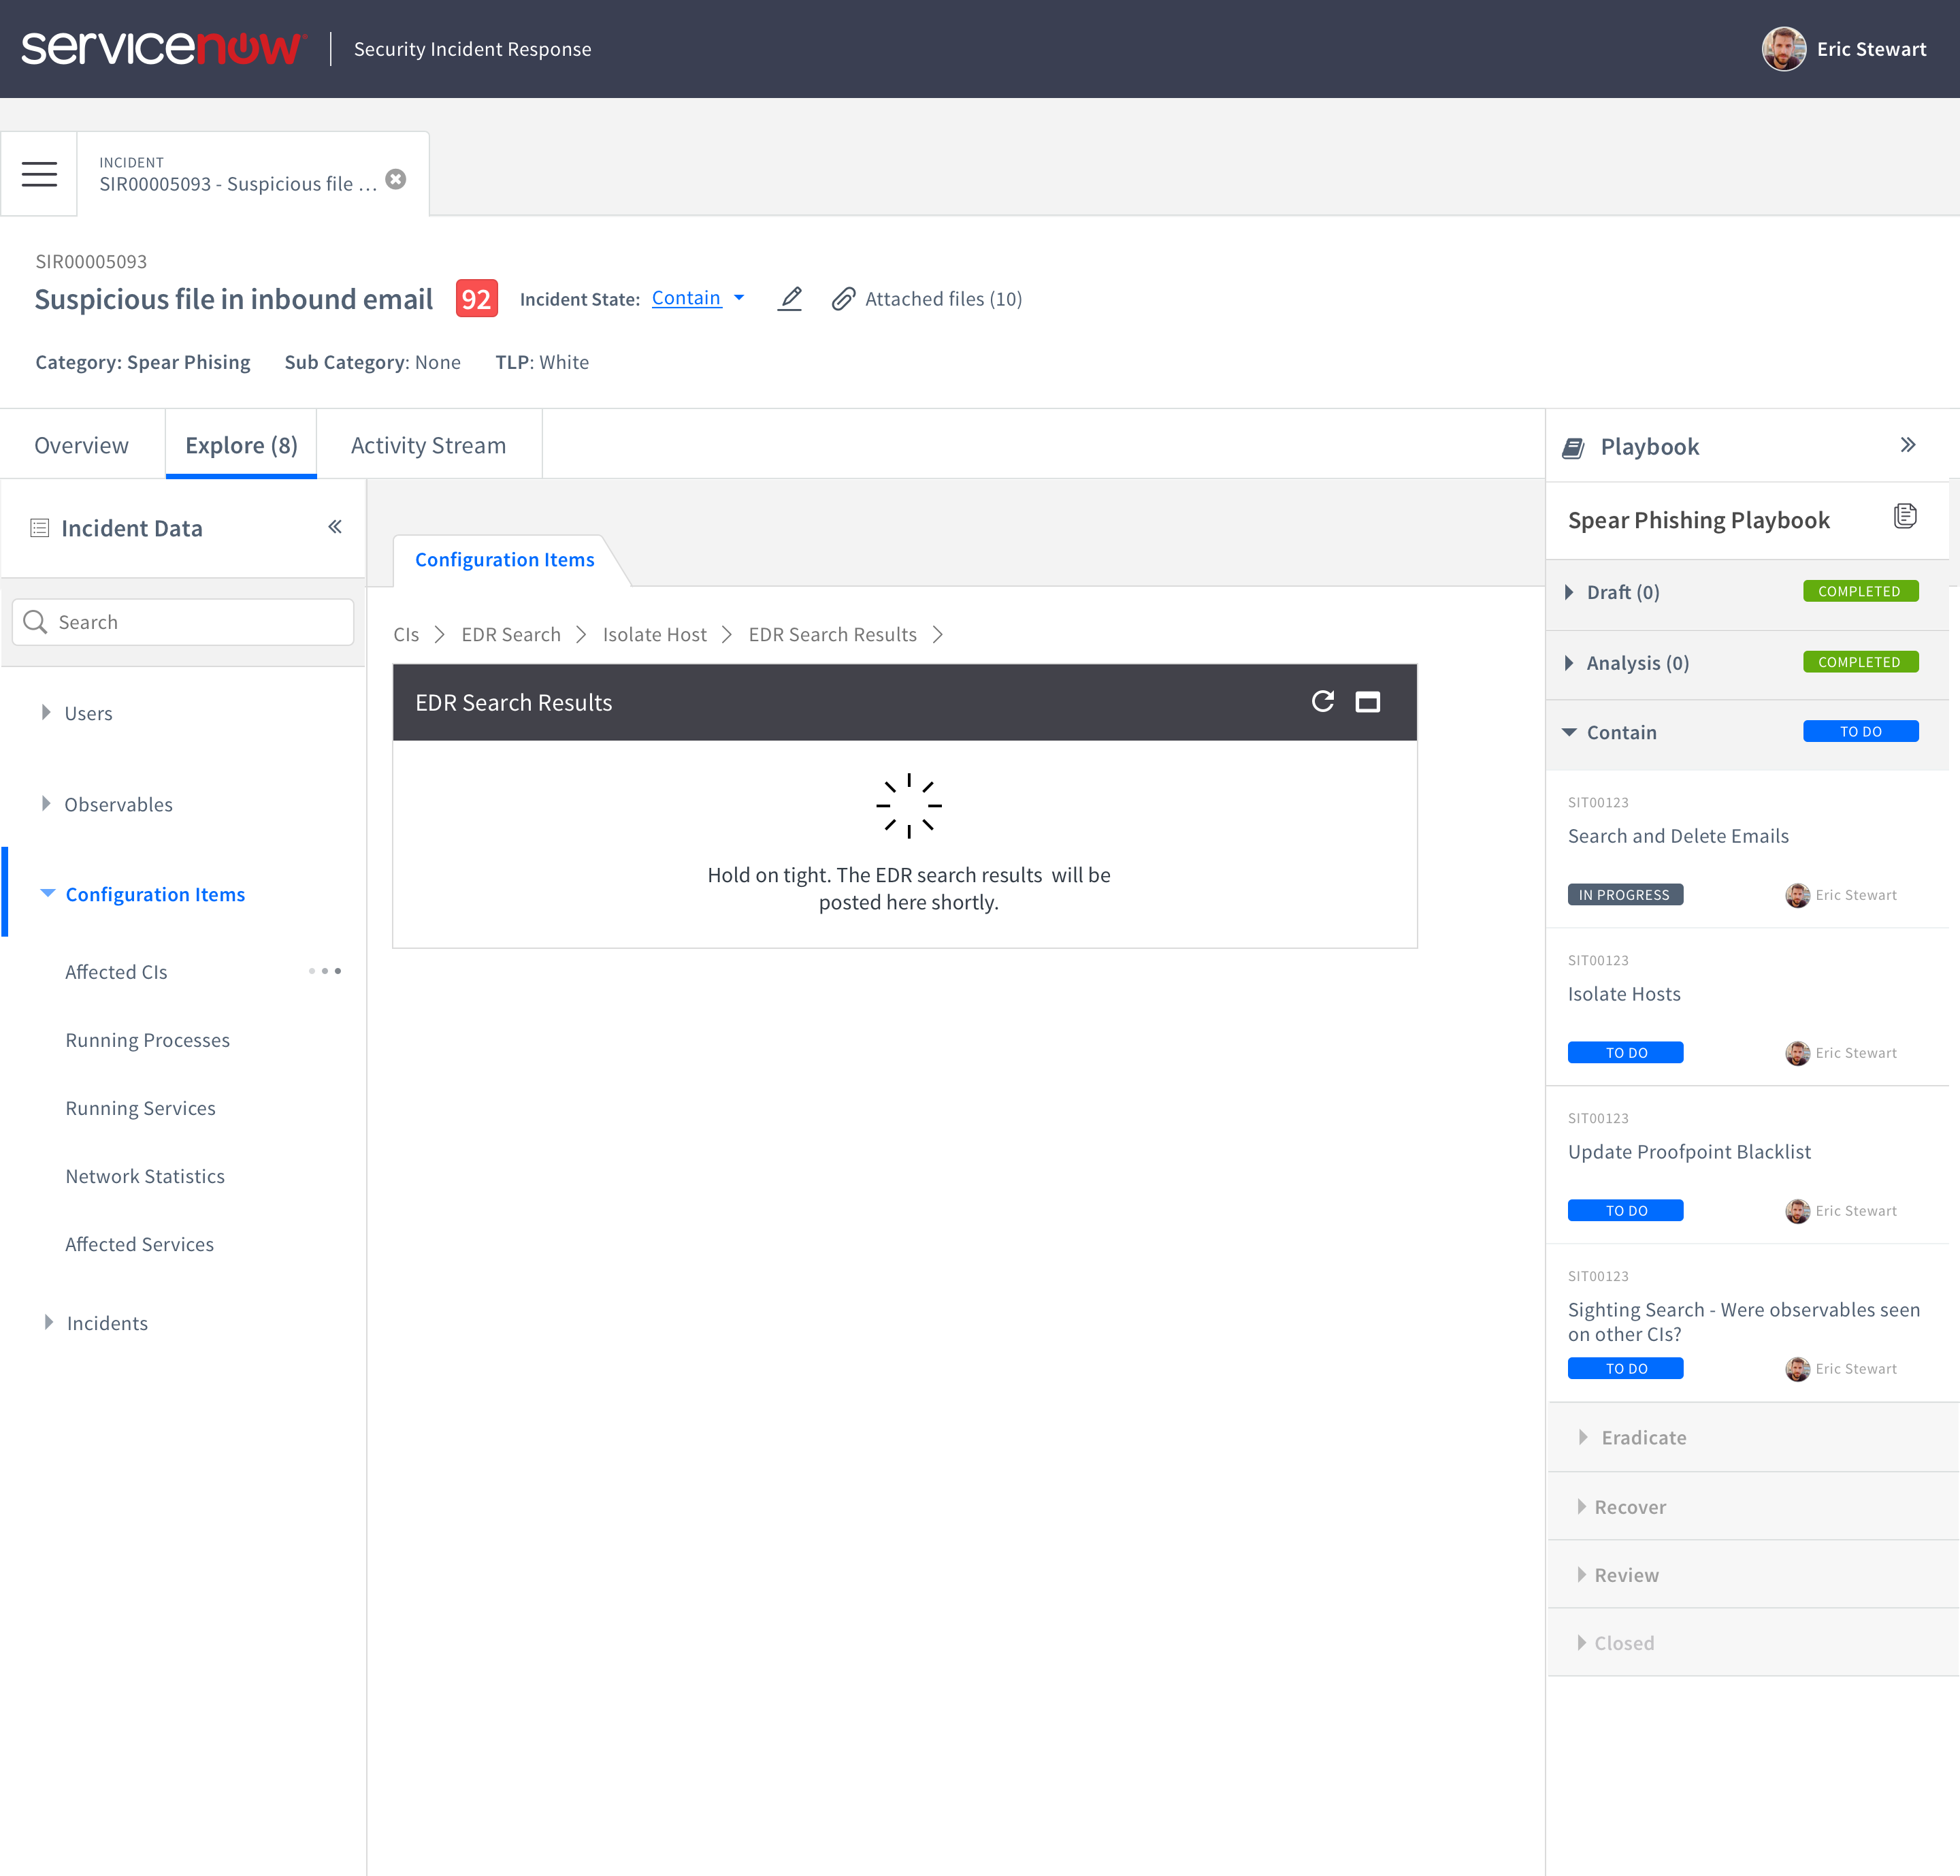 servicenow
Security Incident Response
Eric Stewart
INCIDENT
SIR00005093 - Suspicious file ...
SIR00005093
Suspicious file in inbound email
92
Incident State: Contain
Attached files (10)
Category: Spear Phising
Sub Category: None
TLP: White
Overview
Explore (8)
Activity Stream
Incident Data
Search
Users
Observables
Configuration Items
Affected CIs
Running Processes
Running Services
Network Statistics
Affected Services
Incidents
Configuration Items
CIs
EDR Search
Isolate Host
EDR Search Results
EDR Search Results
Hold on tight. The EDR search results will be
posted here shortly.
Playbook
Spear Phishing Playbook
Draft (0)
COMPLETED
Analysis (0)
COMPLETED
Contain
TO DO
SIT00123
Search and Delete Emails
IN PROGRESS
Eric Stewart
SIT00123
Isolate Hosts
TO DO
Eric Stewart
SIT00123
Update Proofpoint Blacklist
TO DO
Eric Stewart
SIT00123
Sighting Search - Were observables seen
on other CIs?
TO DO
Eric Stewart
Eradicate
Recover
Review
Closed